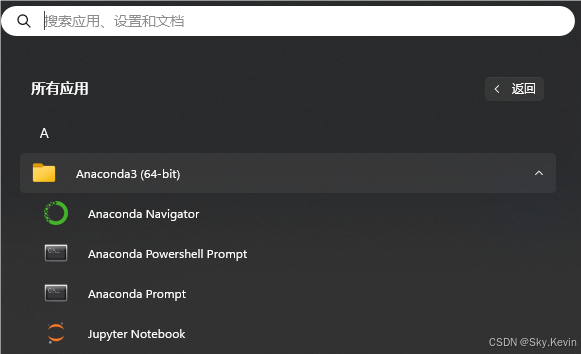 搜索应用、设置和文档
所有应用
返回
A
Anaconda3 (64-bit)
Anaconda Navigator
Anaconda Powershell Prompt
Anaconda Prompt
Jupyter Notebook
CSDN @Sky.Kevin